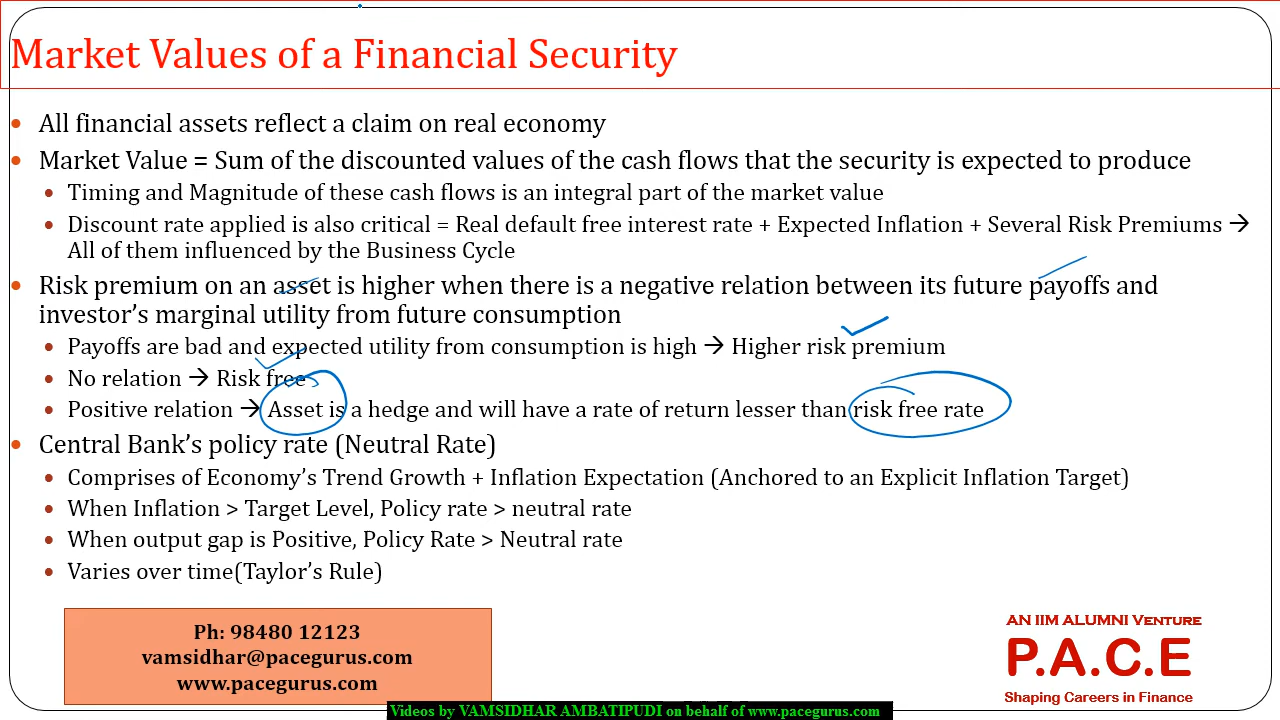 Market Values of a Financial Security
• All financial assets reflect a claim on real economy
• Market Value = Sum of the discounted values of the cash flows that the security is expected to produce
• Timing and Magnitude of these cash flows is an integral part of the market value
• Discount rate applied is also critical = Real default free interest rate + Expected Inflation + Several Risk Premiums →
All of them influenced by the Business Cycle
• Risk premium on an asset is higher when there is a negative relation between its future payoffs and
investor's marginal utility from future consumption
• Payoffs are bad and expected utility from consumption is high → Higher risk premium
• No relation → Risk free
• Positive relation → Asset is a hedge and will have a rate of return lesser than risk free rate
• Central Bank's policy rate (Neutral Rate)
• Comprises of Economy's Trend Growth + Inflation Expectation (Anchored to an Explicit Inflation Target)
• When Inflation > Target Level, Policy rate > neutral rate
• When output gap is Positive, Policy Rate > Neutral rate
• Varies over time(Taylor's Rule)
Ph: 98480 12123
vamsidhar@pacegurus.com
www.pacegurus.com
AN IIM ALUMNI VENTURE
P.A.C.E
Shaping Careers in Finance
Videos by VAMSIDHAR AMBATIPUDI on behalf of www.pacegurus.com